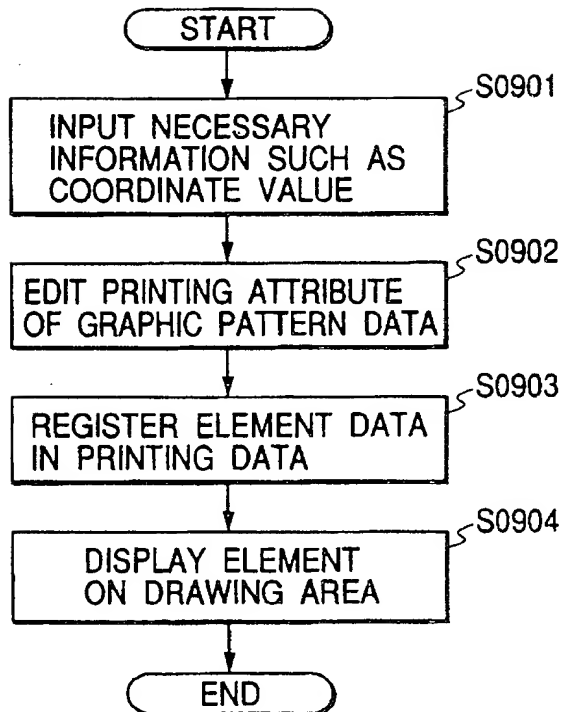 START
S0901
INPUT NECESSARY
INFORMATION SUCH AS
COORDINATE VALUE
S0902
EDIT PRINTING ATTRIBUTE
OF GRAPHIC PATTERN DATA
S0903
REGISTER ELEMENT DATA
IN PRINTING DATA
S0904
DISPLAY ELEMENT
ON DRAWING AREA
END